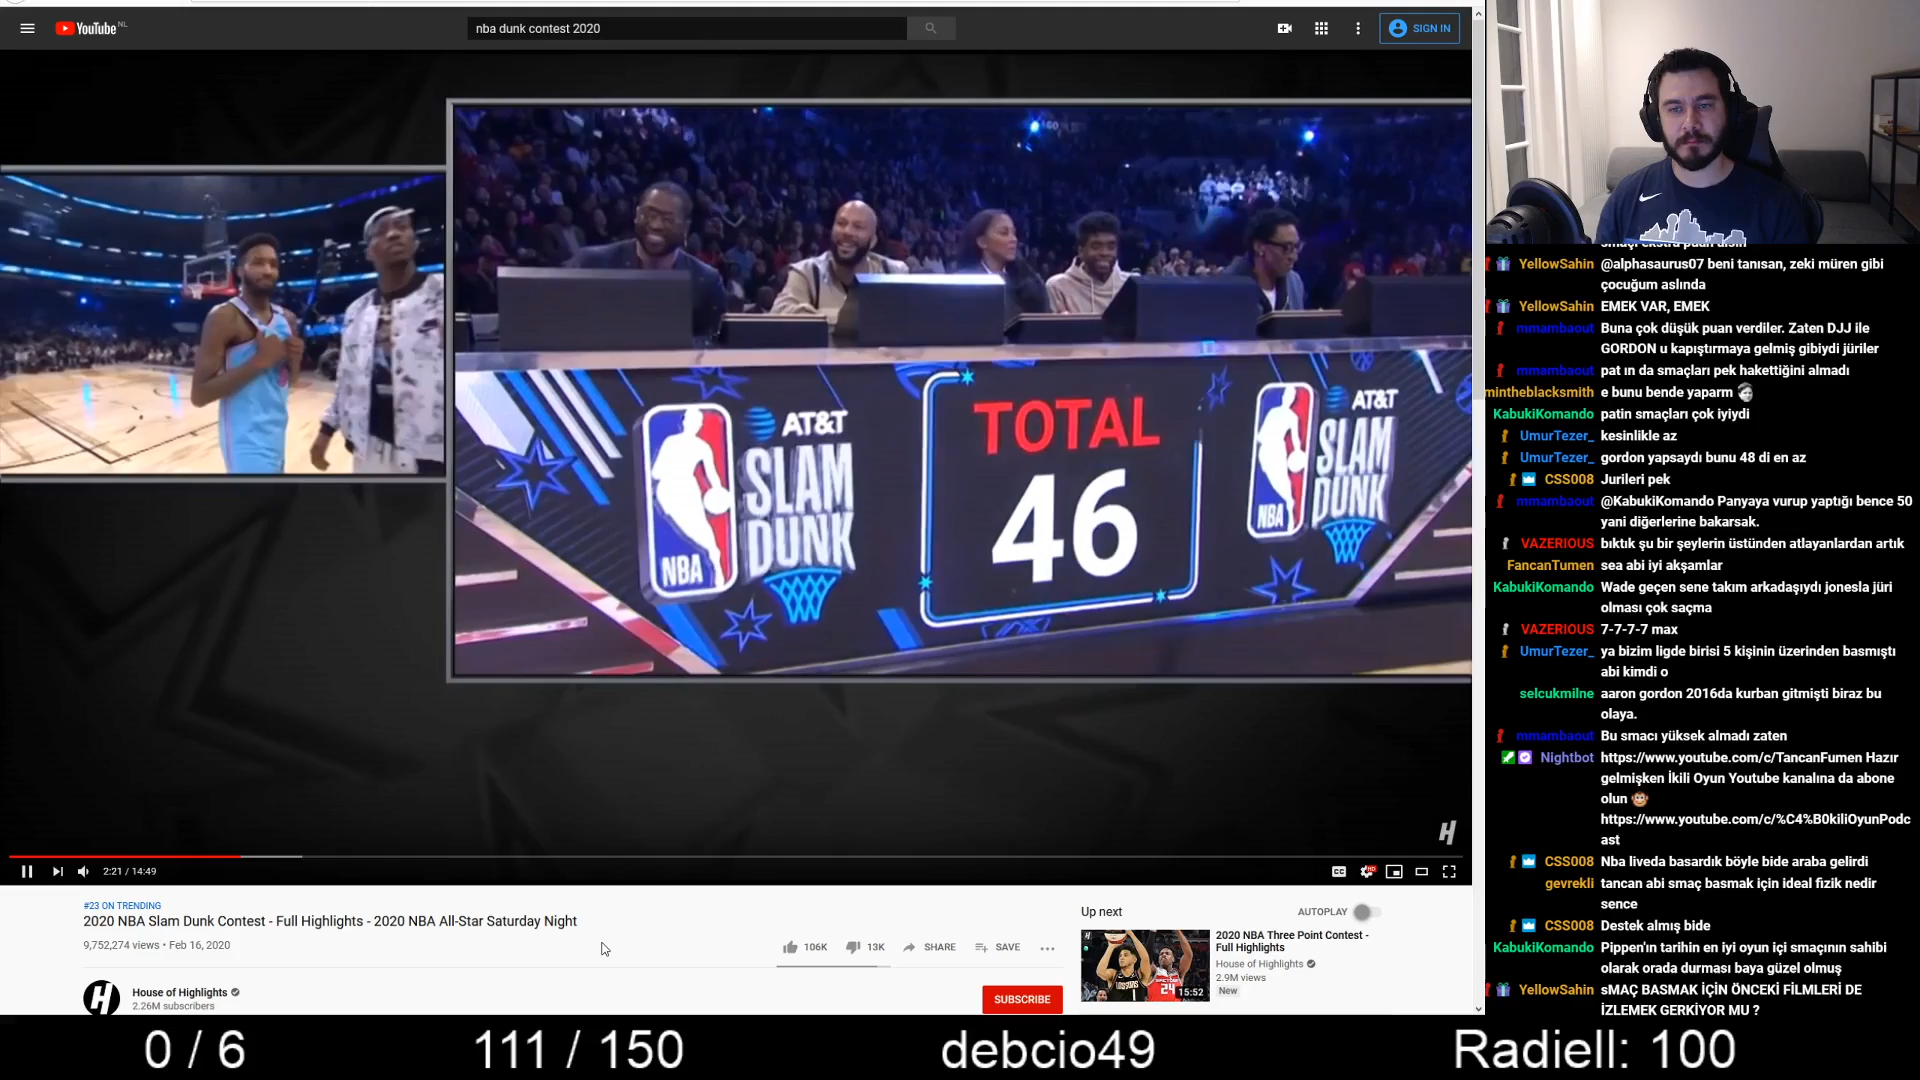 YouTube NL
nba dunk contest 2020
SIGN IN
AT&T
SLAM
DUNK
NBA
TOTAL
46
AT&T
SLAM
DUNK
NBA
2:21 / 14:49
CC
HD
#23 ON TRENDING
2020 NBA Slam Dunk Contest - Full Highlights - 2020 NBA All-Star Saturday Night
9,752,274 views • Feb 16, 2020
106K
13K
SHARE
SAVE
House of Highlights
2.26M subscribers
SUBSCRIBE
Up next
AUTOPLAY
2020 NBA Three Point Contest -
Full Highlights
House of Highlights
2.9M views
New
15:52
24
YellowSahin @alphasaurus07 beni tanısan, zeki müren gibi
çocuğum aslında
YellowSahin EMEK VAR, EMEK
mmambaout Buna çok düşük puan verdiler. Zaten DJJ ile
GORDON u kapıştırmaya gelmiş gibiydi jüriler
mmambaout pat ın da smaçları pek hakettiğini almadı
mintheblacksmith e bunu bende yaparım
KabukiKomando patin smaçları çok iyiydi
UmurTezer_ kesinlikle az
UmurTezer_ gordon yapsaydı bunu 48 di en az
CSS008 Jurileri pek
mmambaout @KabukiKomando Panyaya vurup yaptığı bence 50
yani diğerlerine bakarsak.
VAZERIOUS bıktık şu bir şeylerin üstünden atlayanlardan artık
FancanTumen sea abi iyi akşamlar
KabukiKomando Wade geçen sene takım arkadaşıydı jonesla jüri
olması çok saçma
VAZERIOUS 7-7-7-7 max
UmurTezer_ ya bizim ligde birisi 5 kişinin üzerinden basmıştı
abi kimdi o
selcukmilne aaron gordon 2016da kurban gitmişti biraz bu
olaya.
mmambaout Bu smacı yüksek almadı zaten
Nightbot https://www.youtube.com/c/TancanFumen Hazır
gelmişken İkili Oyun Youtube kanalına da abone
olun
https://www.youtube.com/c/%C4%B0kiliOyunPodc
ast
CSS008 Nba liveda basardık böyle bide araba gelirdi
gevrekli tancan abi smaç basmak için ideal fizik nedir
sence
CSS008 Destek almış bide
KabukiKomando Pippen'ın tarihin en iyi oyun içi smaçının sahibi
olarak orada durması baya güzel olmuş
YellowSahin sMAÇ BASMAK İÇİN ÖNCEKİ FİLMLERİ DE
İZLEMEK GERKİYOR MU ?
0 / 6
111 / 150
debcio49
Radiell: 100